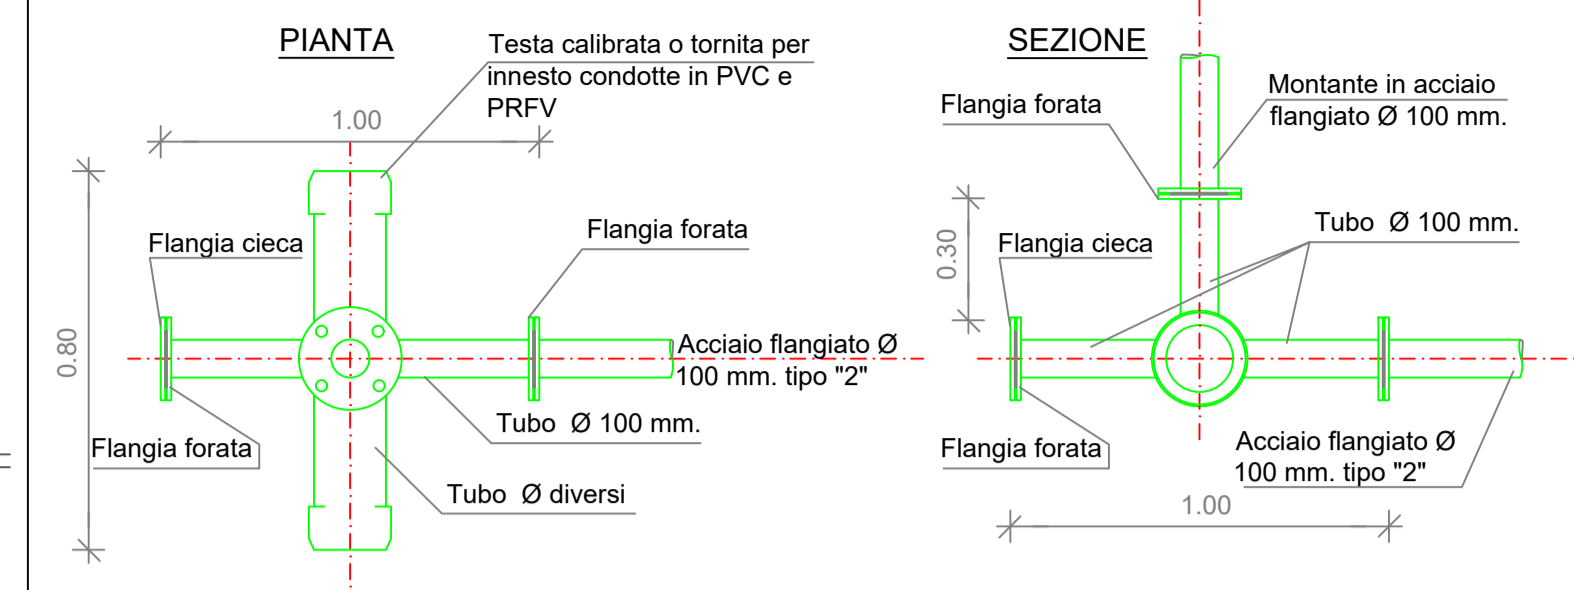 PIANTA
Testa calibrata o tornita per
innesto condotte in PVC e
PRFV
1.00
Flangia cieca
Flangia forata
0.80
Acciaio flangiato Ø
100 mm. tipo "2"
Tubo Ø 100 mm.
Flangia forata
Tubo Ø diversi
SEZIONE
Flangia forata
Montante in acciaio
flangiato Ø 100 mm.
Tubo Ø 100 mm.
Flangia cieca
0.30
Flangia forata
Acciaio flangiato Ø
100 mm. tipo "2"
1.00